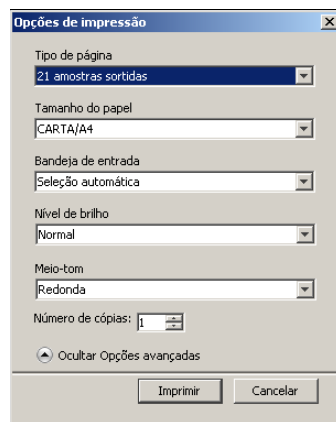 Opções de impressão
Tipo de página
21 amostras sortidas
Tamanho do papel
CARTA/A4
Bandeja de entrada
Seleção automática
Nível de brilho
Normal
Meio-tom
Redonda
Número de cópias: 1
Ocultar Opções avançadas
Imprimir Cancelar